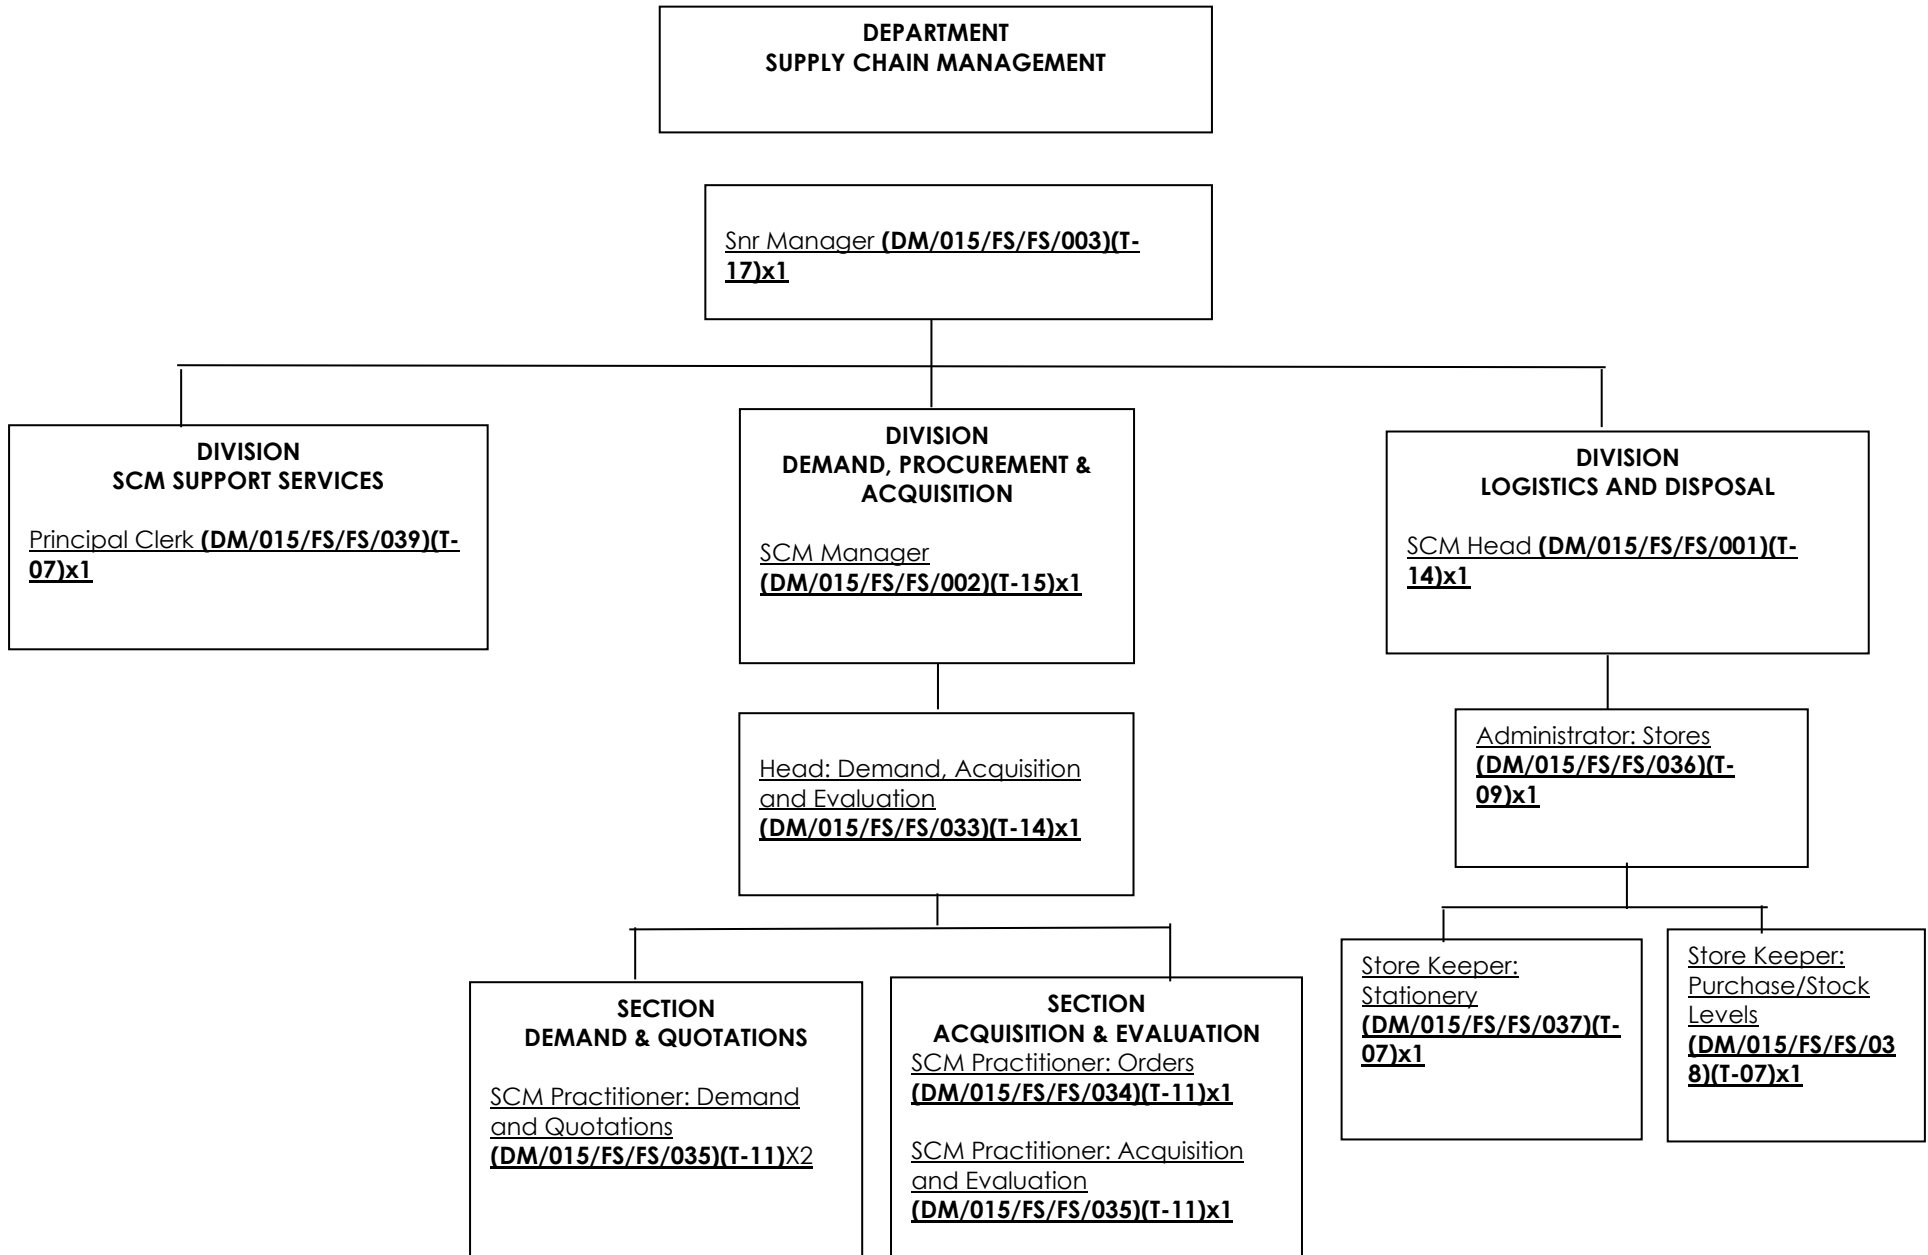 DEPARTMENT
SUPPLY CHAIN MANAGEMENT
Snr Manager (DM/015/FS/FS/003)(T-
17)x1
DIVISION
SCM SUPPORT SERVICES
Principal Clerk (DM/015/FS/FS/039)(T-
07)x1
DIVISION
DEMAND, PROCUREMENT &
ACQUISITION
SCM Manager
(DM/015/FS/FS/002)(T-15)x1
DIVISION
LOGISTICS AND DISPOSAL
SCM Head (DM/015/FS/FS/001)(T-
14)x1
Head: Demand, Acquisition
and Evaluation
(DM/015/FS/FS/033)(T-14)x1
Administrator: Stores
(DM/015/FS/FS/036)(T-
09)x1
SECTION
DEMAND & QUOTATIONS
SCM Practitioner: Demand
and Quotations
(DM/015/FS/FS/035)(T-11)X2
SECTION
ACQUISITION & EVALUATION
SCM Practitioner: Orders
(DM/015/FS/FS/034)(T-11)x1
SCM Practitioner: Acquisition
and Evaluation
(DM/015/FS/FS/035)(T-11)x1
Store Keeper:
Stationery
(DM/015/FS/FS/037)(T-
07)x1
Store Keeper:
Purchase/Stock
Levels
(DM/015/FS/FS/03
8)(T-07)x1